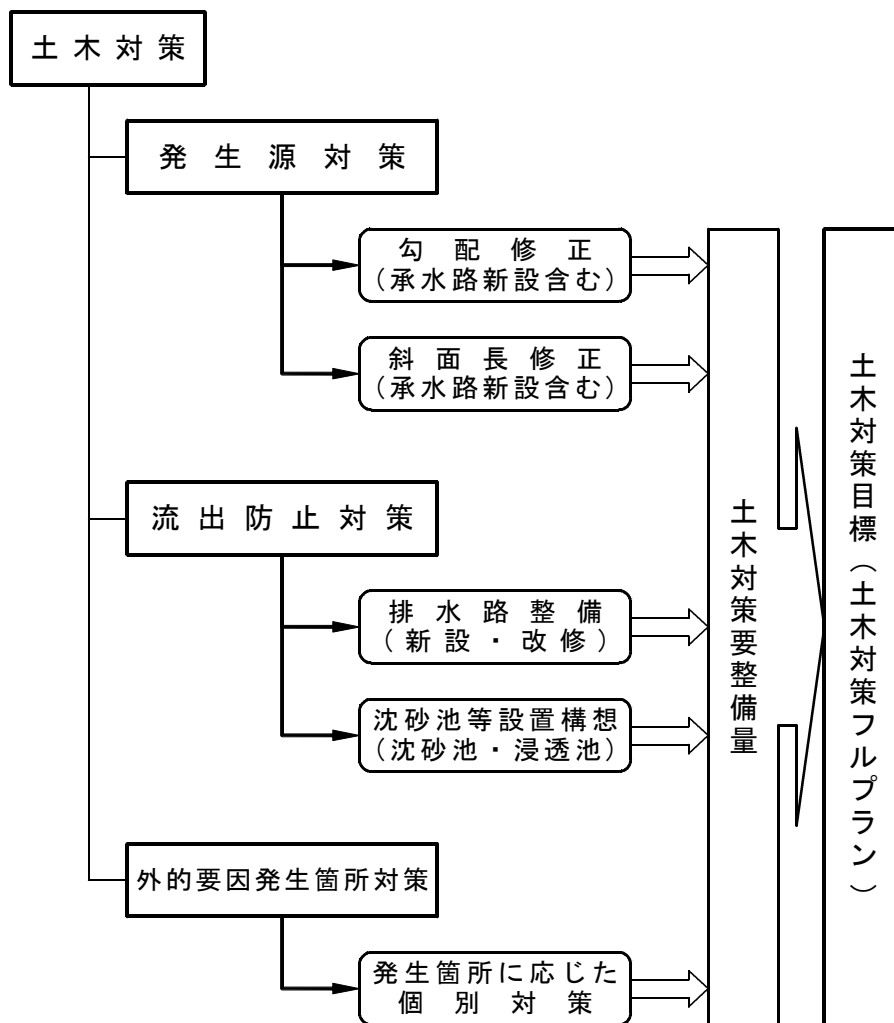 土木対策
発生源対策
勾配修正
（承水路新設含む）
斜面長修正
（承水路新設含む）
流出防止対策
排水路整備
（新設・改修）
沈砂池等設置構想
（沈砂池・浸透池）
外的要因発生箇所対策
発生箇所に応じた
個別対策
土木対策要整備量
土木対策目標（土木対策フルプラン）